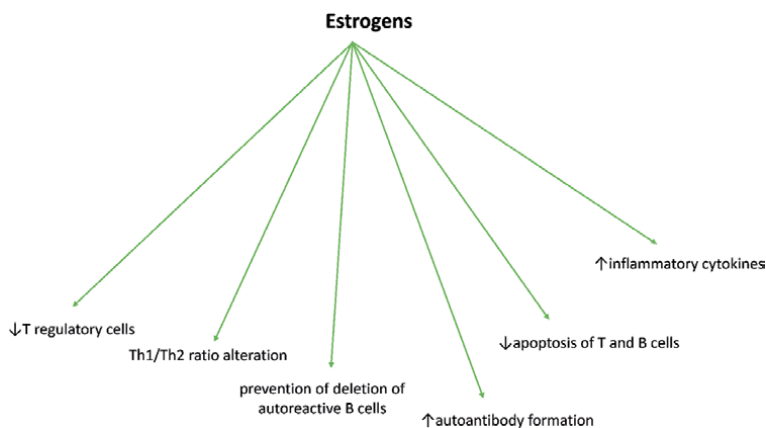 Estrogens
↑inflammatory cytokines
↓T regulatory cells
Th1/Th2 ratio alteration
↓apoptosis of T and B cells
prevention of deletion of
autoreactive B cells
↑autoantibody formation